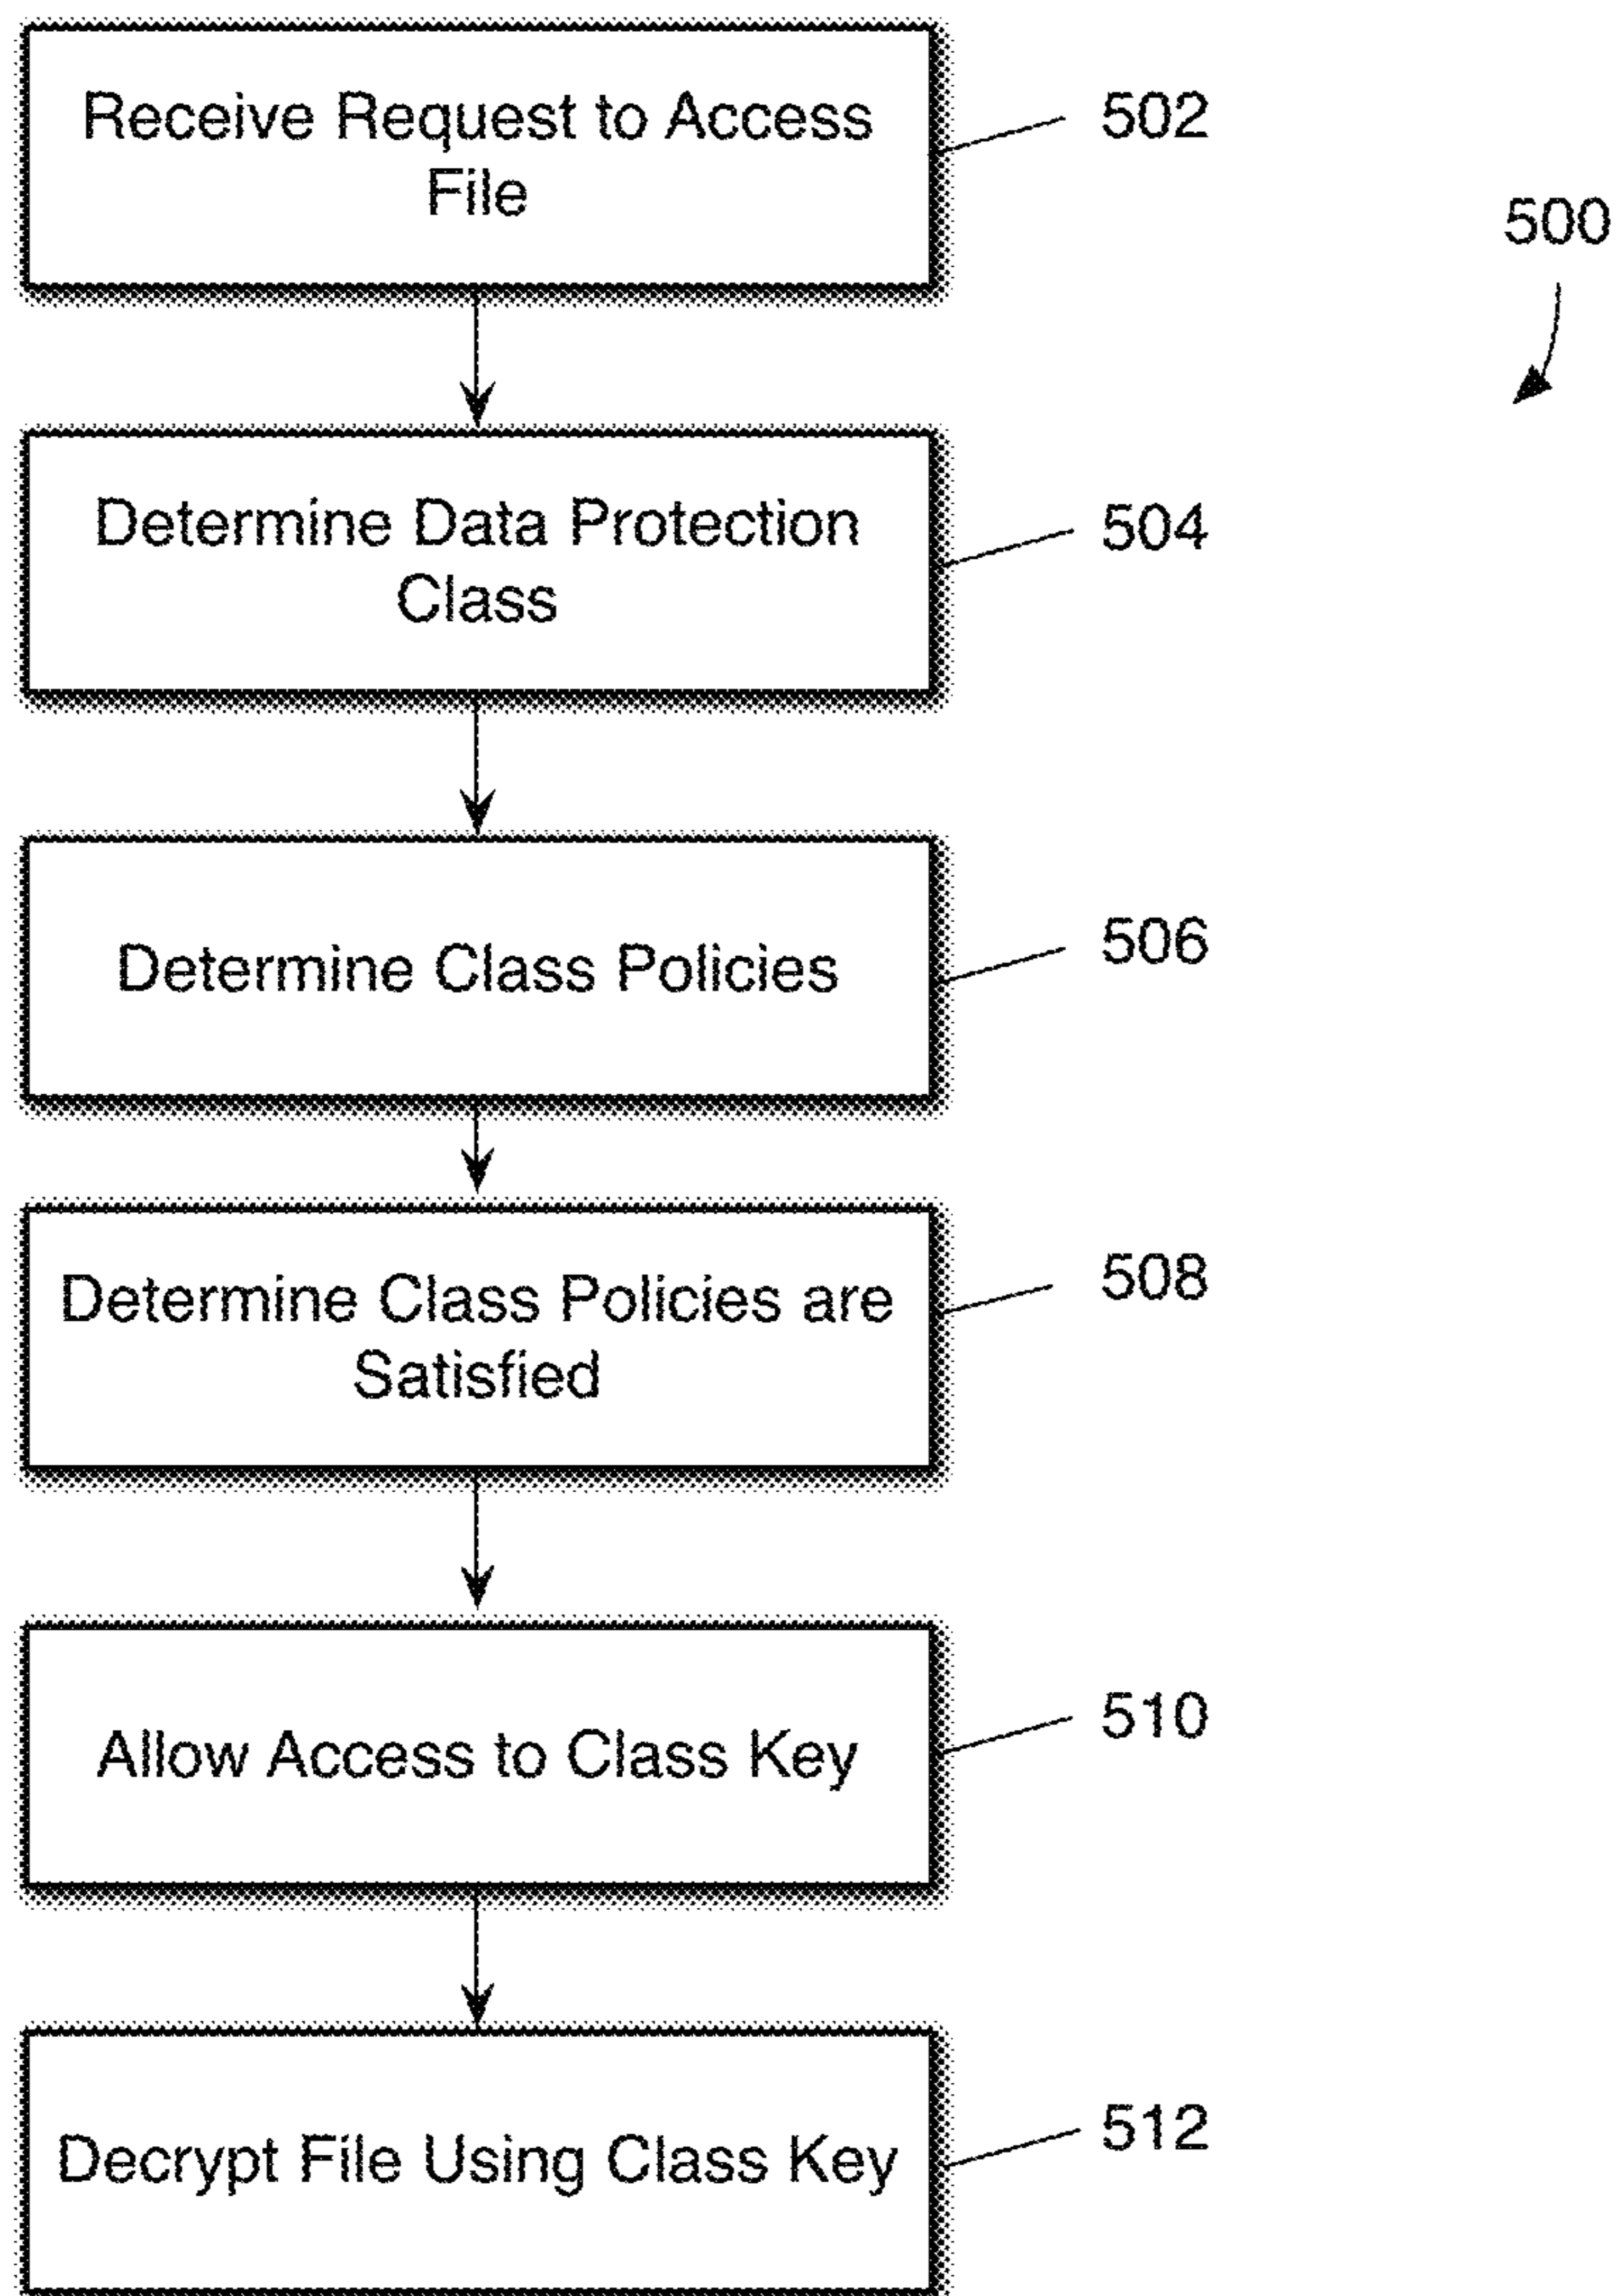 Receive Request to Access
File
502
500
Determine Data Protection
Class
504
Determine Class Policies
506
Determine Class Policies are
Satisfied
508
Allow Access to Class Key
510
Decrypt File Using Class Key
512